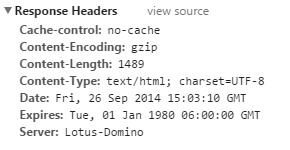 Response Headers view source
Cache-control: no-cache
Content-Encoding: gzip
Content-Length: 1489
Content-Type: text/html; charset=UTF-8
Date: Fri, 26 Sep 2014 15:03:10 GMT
Expires: Tue, 01 Jan 1980 06:00:00 GMT
Server: Lotus-Domino